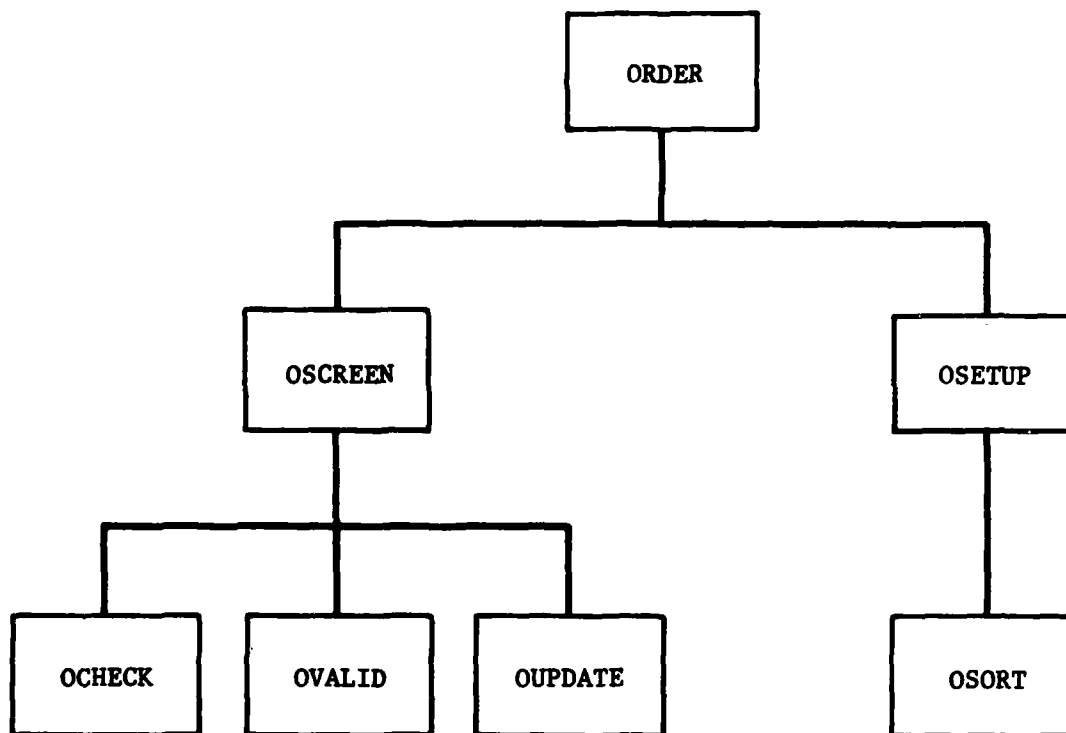 ORDER
OSCREEN
OSETUP
OCHECK
OVALID
OUPDATE
OSORT